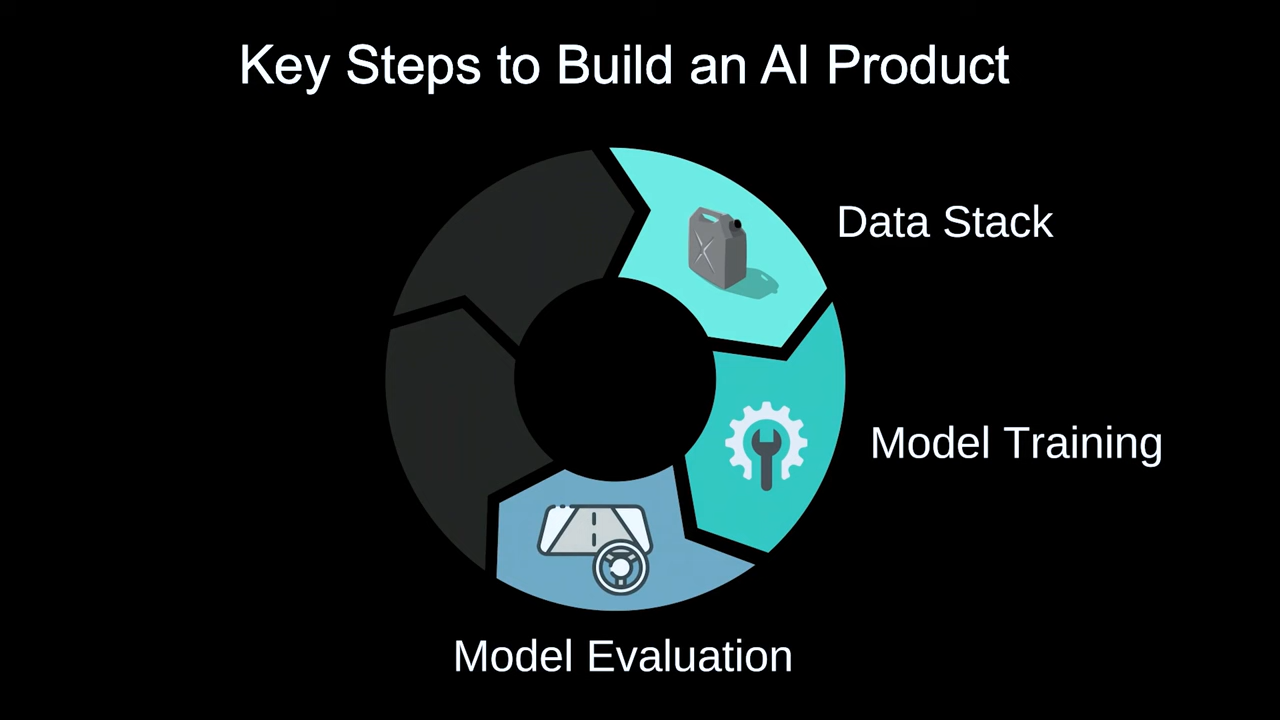 Key Steps to Build an AI Product
Data Stack
Model Training
Model Evaluation